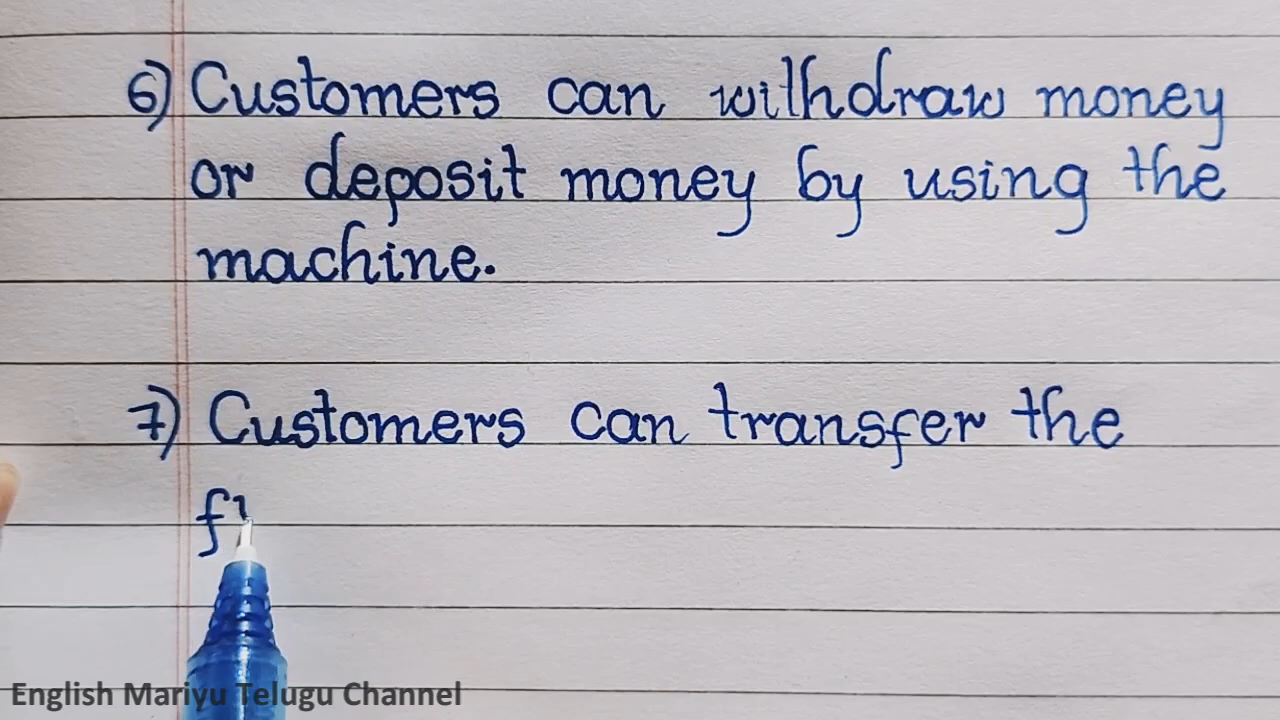 6) Customers can withdraw money
or deposit money by using the
machine.
7) Customers can transfer the
English Mariyu Telugu Channel